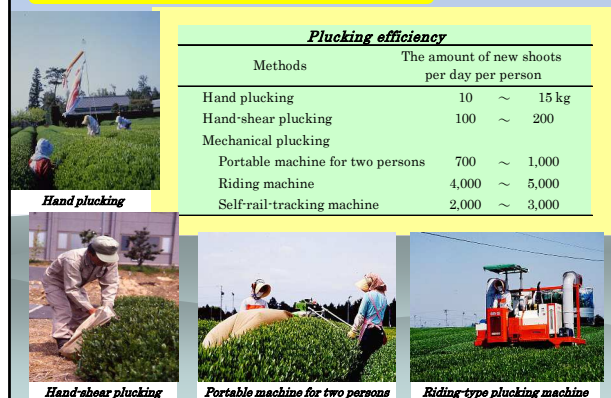 Plucking efficiency
Methods
The amount of new shoots
per day per person
Hand plucking 10 ～ 15 kg
Hand-shear plucking 100 ～ 200
Mechanical plucking
Portable machine for two persons 700 ～ 1,000
Riding machine 4,000 ～ 5,000
Self-rail-tracking machine 2,000 ～ 3,000
Hand plucking
Hand-shear plucking
Portable machine for two persons
Riding-type plucking machine